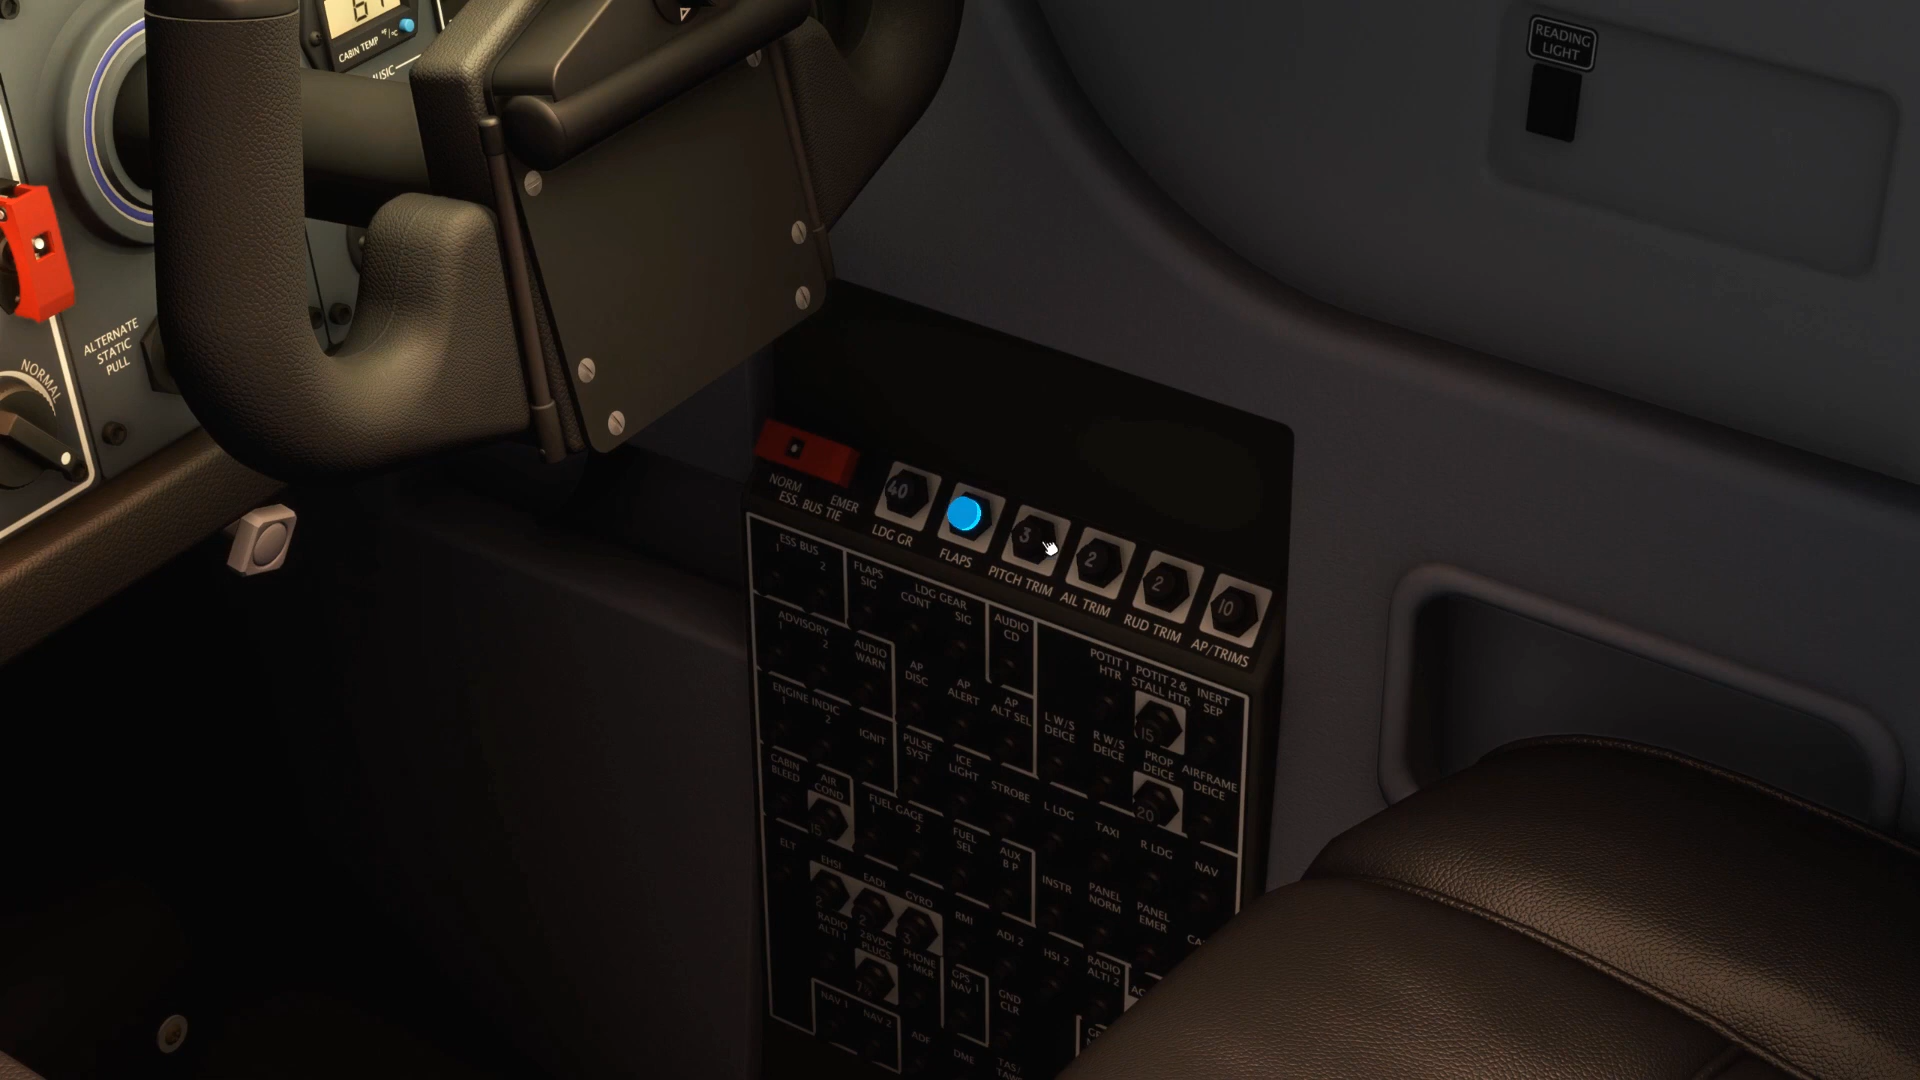 CABIN TEMP
°F
°C
READING
LIGHT
ALTERNATE
STATIC
PULL
NORMAL
NORM
EMER
ESS. BUS TIE
40
LDG GR
FLAPS
3
PITCH TRIM
2
AIL TRIM
2
RUD TRIM
10
AP/TRIMS
ESS BUS
1
2
FLAPS
SIG
LDG GEAR
CONT
SIG
AUDIO
CD
ADVISORY
1
2
AUDIO
WARN
AP
DISC
AP
ALERT
AP
ALT SEL
POTIT 1
HTR
POTIT 2 &
STALL HTR
15
INERT
SEP
ENGINE INDIC
2
IGNIT
PULSE
SYST
ICE
LIGHT
STROBE
L W/S
DEICE
R W/S
DEICE
PROP
DEICE
20
AIRFRAME
DEICE
CABIN
BLEED
AIR
COND
15
FUEL GAGE
1
2
FUEL
SEL
AUX
B P
L LDG
TAXI
R LDG
NAV
ELT
EHSI
2
EADI
2
GYRO
3
RMI
ADI 2
INSTR
PANEL
NORM
PANEL
EMER
RADIO
ALTI 1
28VDC
PLUGS
PHONE
-MKR
GPS 1
NAV
GND
CLR
HSI 2
RADIO
ALTI 2
NAV 1
NAV 2
ADF
DME
TAS/